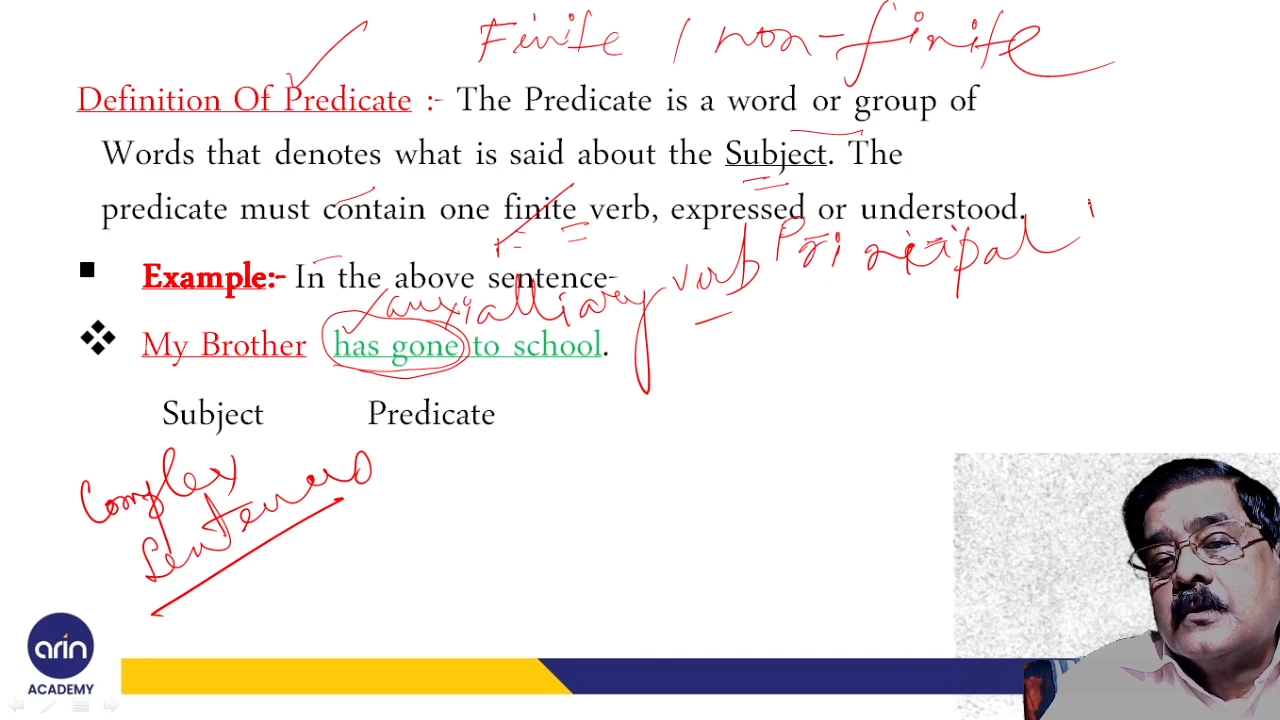 Finite / non-finite
Definition Of Predicate :- The Predicate is a word or group of
Words that denotes what is said about the Subject. The
predicate must contain one finite verb, expressed or understood.
Principal
▪ Example:- In the above sentence-
auxialliary verb
❖ My Brother has gone to school.
Subject Predicate
Complex
Sentences
arin
ACADEMY